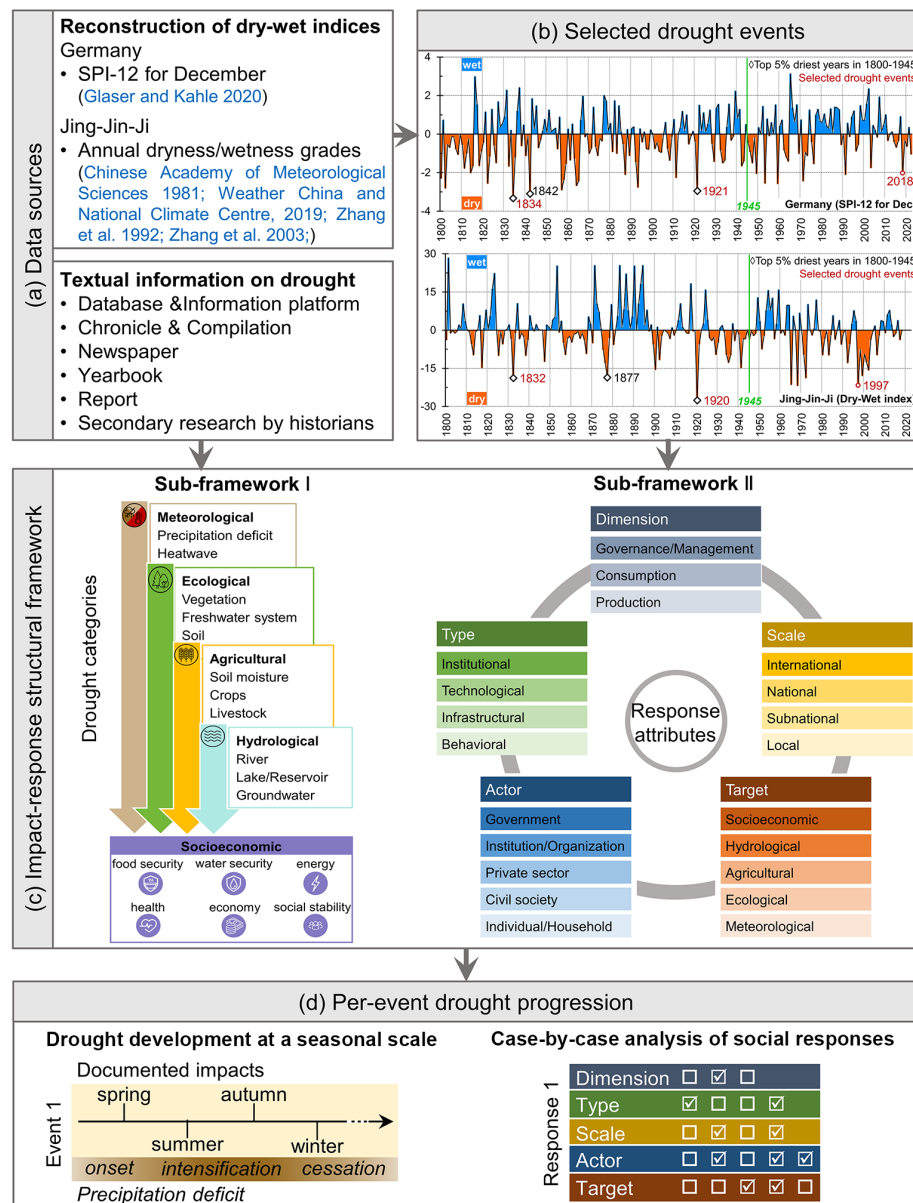 (a) Data sources
Reconstruction of dry-wet indices
Germany
• SPI-12 for December
(Glaser and Kahle 2020)
Jing-Jin-Ji
• Annual dryness/wetness grades
(Chinese Academy of Meteorological
Sciences 1981; Weather China and
National Climate Centre, 2019; Zhang
et al. 1992; Zhang et al. 2003;)
Textual information on drought
• Database &Information platform
• Chronicle & Compilation
• Newspaper
• Yearbook
• Report
• Secondary research by historians
(b) Selected drought events
4
2
0
-2
-4
wet
dry
◊Top 5% driest years in 1800-1945
Selected drought events
1834
1842
1921
1945
2018
Germany (SPI-12 for Dec
1800 1810 1820 1830 1840 1850 1860 1870 1880 1890 1900 1910 1920 1930 1940 1950 1960 1970 1980 1990 2000 2010 2020
30
15
0
-15
-30
wet
dry
◊Top 5% driest years in 1800-1945
Selected drought events
1832
1877
1920
1945
1997
Jing-Jin-Ji (Dry-Wet index)
1800 1810 1820 1830 1840 1850 1860 1870 1880 1890 1900 1910 1920 1930 1940 1950 1960 1970 1980 1990 2000 2010 2020
(c) Impact-response structural framework
Sub-framework Ⅰ
Drought categories
Meteorological
Precipitation deficit
Heatwave
Ecological
Vegetation
Freshwater system
Soil
Agricultural
Soil moisture
Crops
Livestock
Hydrological
River
Lake/Reservoir
Groundwater
Socioeconomic
food security
water security
energy
health
economy
social stability
Sub-framework Ⅱ
Dimension
Governance/Management
Consumption
Production
Type
Institutional
Technological
Infrastructural
Behavioral
Scale
International
National
Subnational
Local
Response
attributes
Actor
Government
Institution/Organization
Private sector
Civil society
Individual/Household
Target
Socioeconomic
Hydrological
Agricultural
Ecological
Meteorological
(d) Per-event drought progression
Drought development at a seasonal scale
Event 1
Documented impacts
spring
autumn
summer
winter
onset intensification cessation
Precipitation deficit
Case-by-case analysis of social responses
Response 1
Dimension ☐ ☑ ☐
Type ☑ ☐ ☐ ☑
Scale ☐ ☑ ☐ ☑
Actor ☐ ☑ ☐ ☑ ☑
Target ☐ ☐ ☑ ☑ ☐